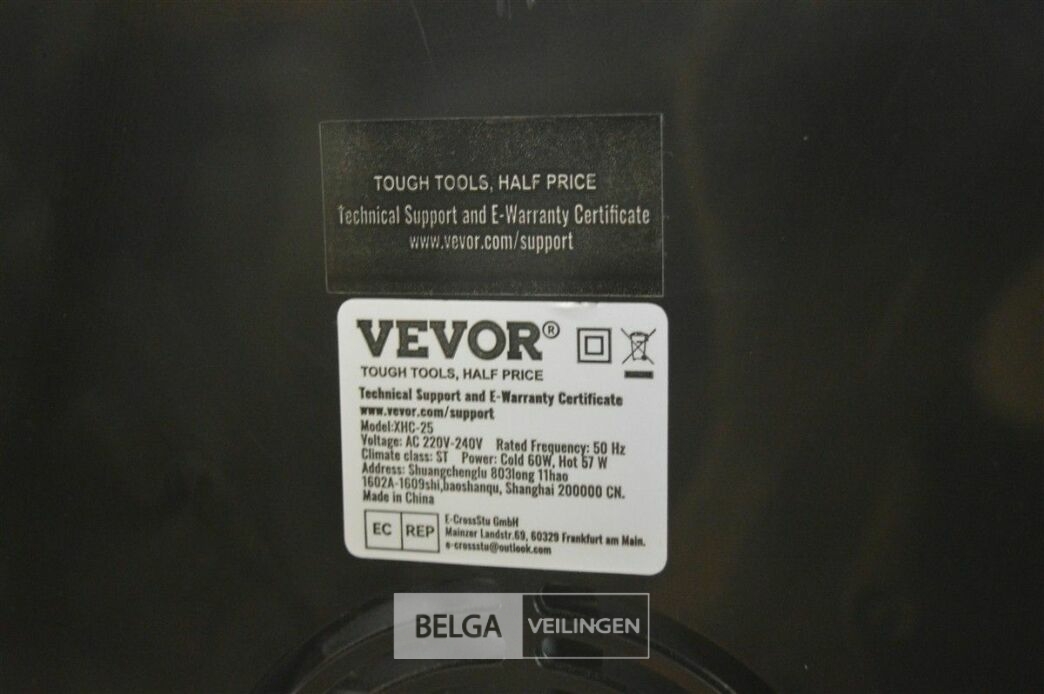 TOUGH TOOLS, HALF PRICE
Technical Support and E-Warranty Certificate
www.vevor.com/support
VEVOR®
TOUGH TOOLS, HALF PRICE
Technical Support and E-Warranty Certificate
www.vevor.com/support
Model:XHC-25
Voltage: AC 220V-240V Rated Frequency: 50 Hz
Climate class: ST Power: Cold 60W, Hot 57 W
Address: Shuangchenglu 803long 11hao
1602A-1609shi,baoshanqu, Shanghai 200000 CN.
Made in China
EC REP
E-CrossStu GmbH
Mainzer Landstr.69, 60329 Frankfurt am Main.
e-crossstu@outlook.com
BELGA VEILINGEN